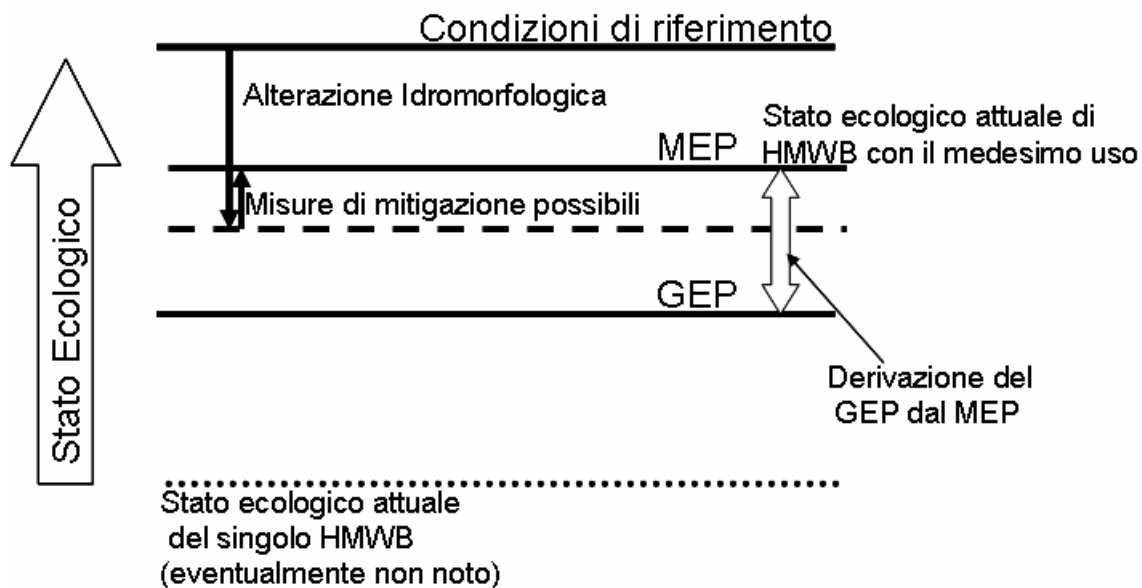 Condizioni di riferimento
Alterazione Idromorfologica
Stato ecologico attuale di
HMWB con il medesimo uso
MEP
Misure di mitigazione possibili
GEP
Derivazione del
GEP dal MEP
Stato Ecologico
Stato ecologico attuale
del singolo HMWB
(eventualmente non noto)